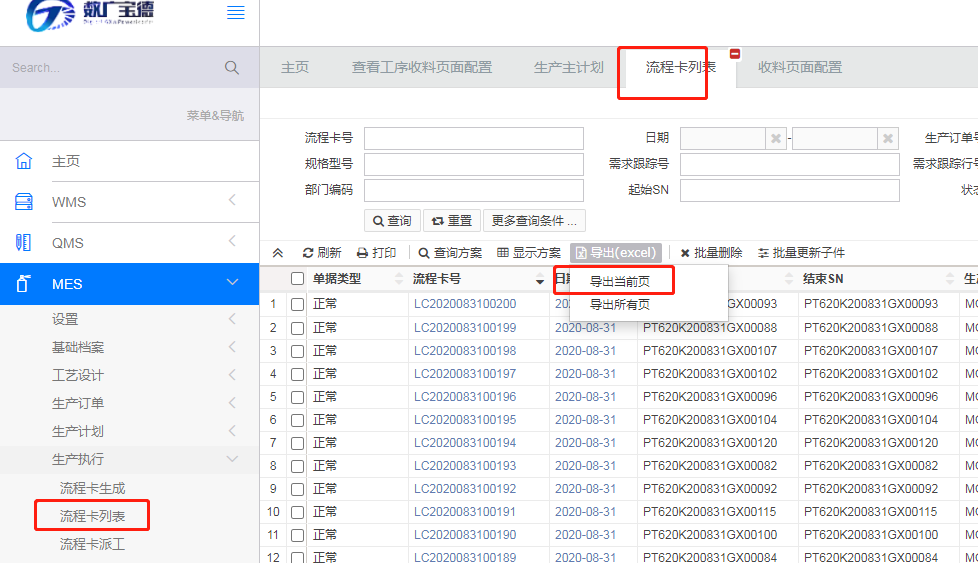 数广宝德
Search...
菜单&导航
主页
WMS
QMS
MES
设置
基础档案
工艺设计
生产订单
生产计划
生产执行
流程卡生成
流程卡列表
流程卡派工
主页 查看工序收料页面配置 生产主计划 流程卡列表 收料页面配置
流程卡号 日期 - 生产订单号
规格型号 需求跟踪号 需求跟踪行号
部门编码 起始SN 状态
查询 重置 更多查询条件 ...
刷新 打印 查询方案 显示方案 导出(excel) 批量删除 批量更新子件
导出当前页
导出所有页
单据类型 流程卡号 日期 结束SN 生产
1 正常 LC2020083100200 202 GX00093 PT620K200831GX00093 MO
2 正常 LC2020083100199 2020-08-31 PT620K200831GX00088 PT620K200831GX00088 MO
3 正常 LC2020083100198 2020-08-31 PT620K200831GX00107 PT620K200831GX00107 MO
4 正常 LC2020083100197 2020-08-31 PT620K200831GX00102 PT620K200831GX00102 MO
5 正常 LC2020083100196 2020-08-31 PT620K200831GX00096 PT620K200831GX00096 MO
6 正常 LC2020083100195 2020-08-31 PT620K200831GX00104 PT620K200831GX00104 MO
7 正常 LC2020083100194 2020-08-31 PT620K200831GX00120 PT620K200831GX00120 MO
8 正常 LC2020083100193 2020-08-31 PT620K200831GX00082 PT620K200831GX00082 MO
9 正常 LC2020083100192 2020-08-31 PT620K200831GX00092 PT620K200831GX00092 MO
10 正常 LC2020083100191 2020-08-31 PT620K200831GX00115 PT620K200831GX00115 MO
11 正常 LC2020083100190 2020-08-31 PT620K200831GX00100 PT620K200831GX00100 MO
12 正常 LC2020083100189 2020-08-31 PT620K200831GX00084 PT620K200831GX00084 MO